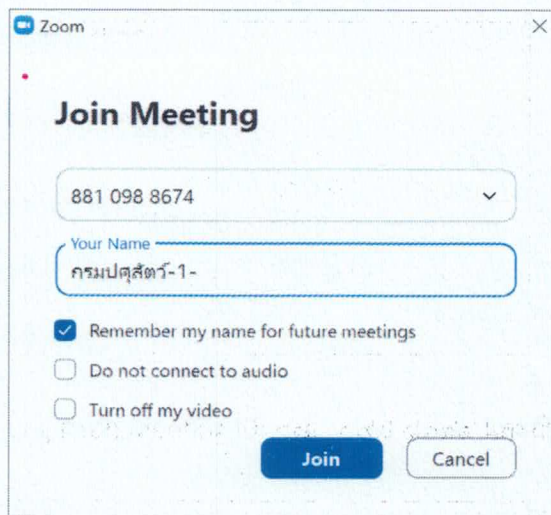 Zoom
Join Meeting
881 098 8674
Your Name
กรมปศุสัตว์-1-
Remember my name for future meetings
Do not connect to audio
Turn off my video
Join
Cancel